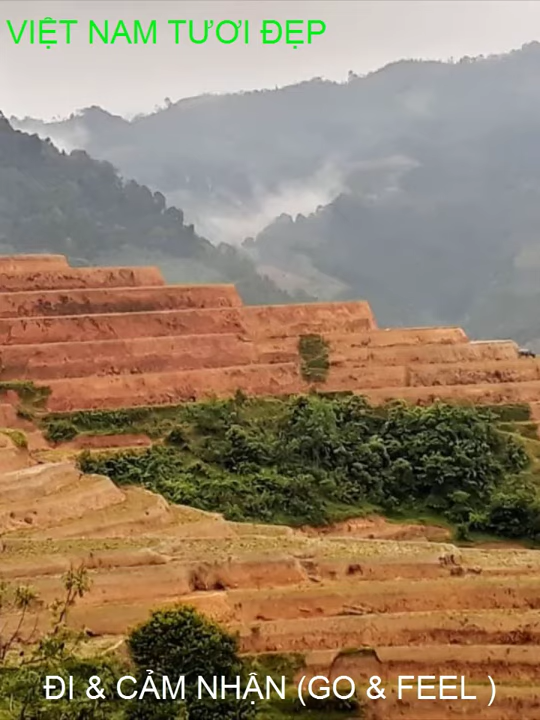 VIỆT NAM TƯƠI ĐẸP
ĐI & CẢM NHẬN (GO & FEEL )